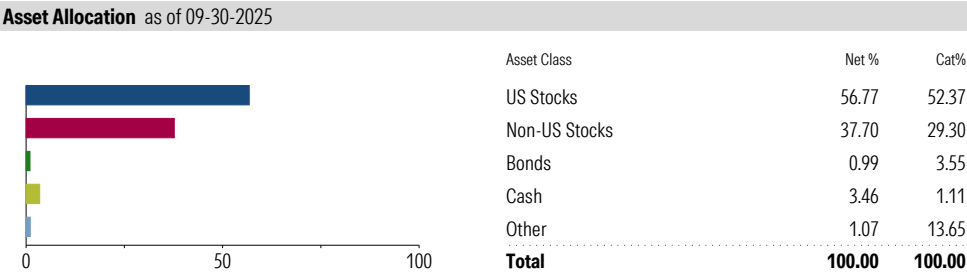 Asset Allocation as of 09-30-2025
Asset Class Net % Cat%
US Stocks 56.77 52.37
Non-US Stocks 37.70 29.30
Bonds 0.99 3.55
Cash 3.46 1.11
Other 1.07 13.65
Total 100.00 100.00
0 50 100